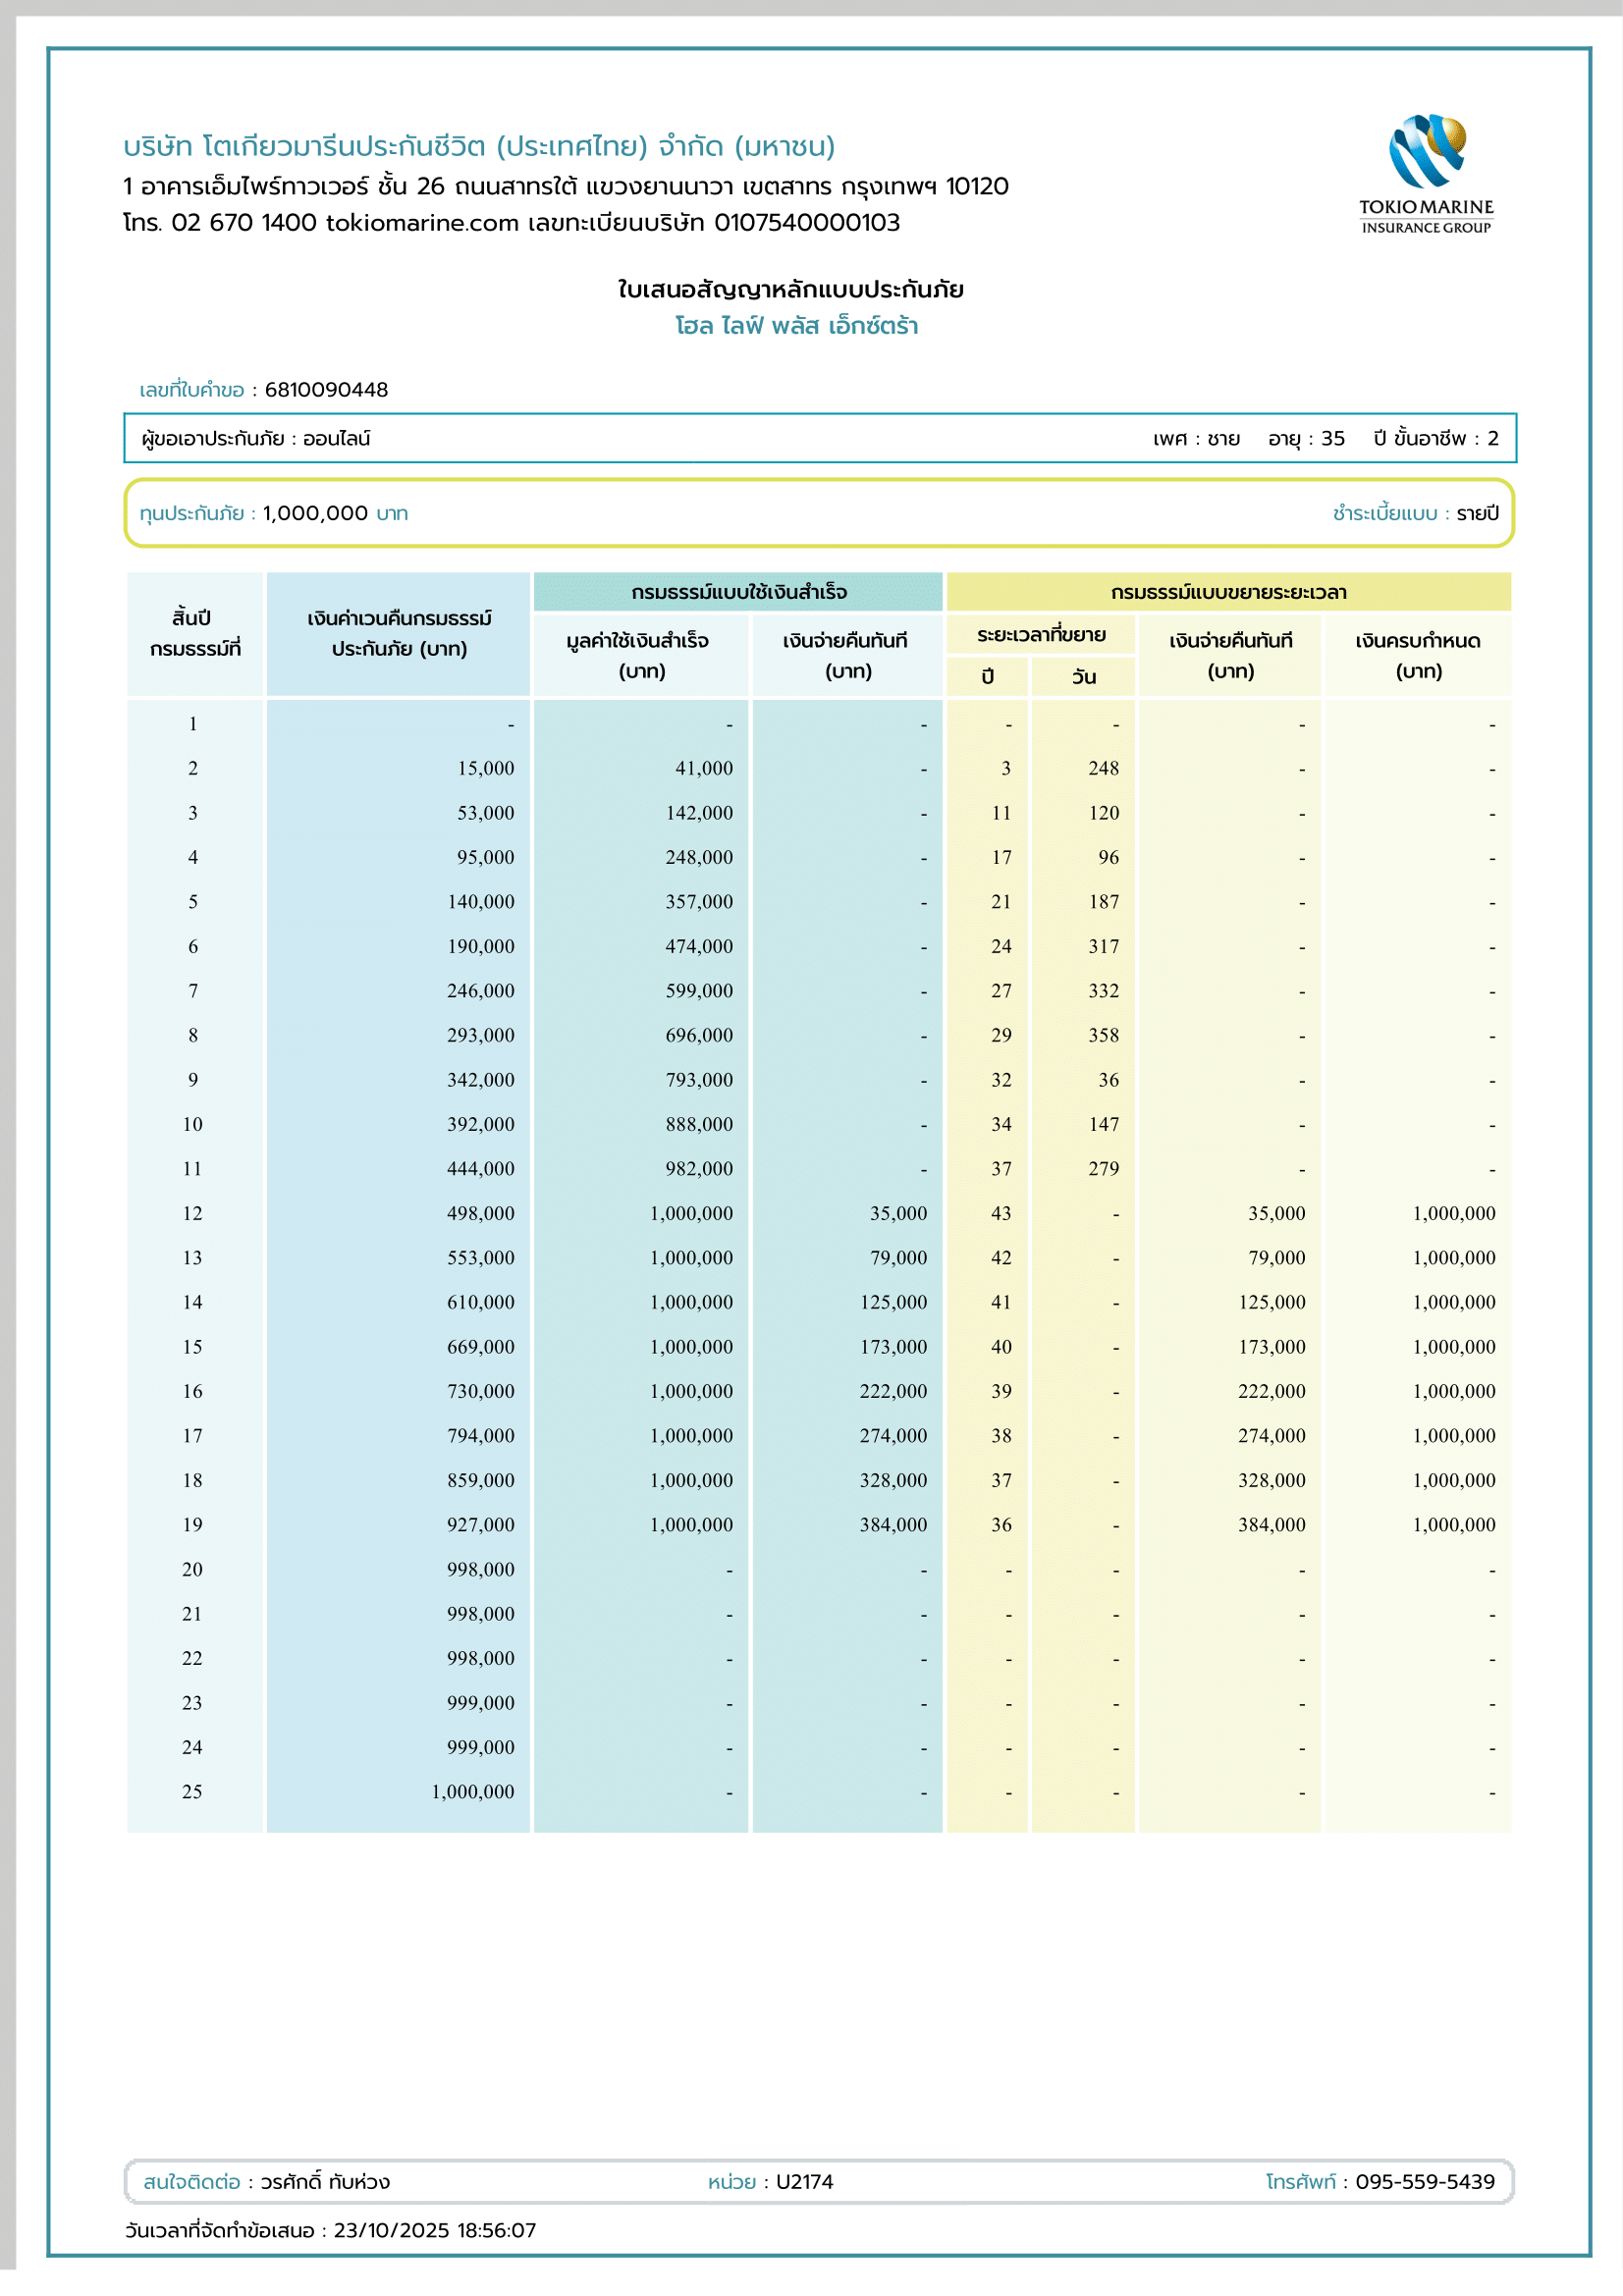 บริษัท โตเกียวมารีนประกันชีวิต (ประเทศไทย) จำกัด (มหาชน)
1 อาคารเอ็มไพร์ทาวเวอร์ ชั้น 26 ถนนสาทรใต้ แขวงยานนาวา เขตสาทร กรุงเทพฯ 10120
โทร. 02 670 1400 tokiomarine.com เลขทะเบียนบริษัท 0107540000103
TOKIO MARINE
INSURANCE GROUP
ใบเสนอสัญญาหลักแบบประกันภัย
โฮล ไลฟ์ พลัส เอ็กซ์ตร้า
เลขที่ใบคำขอ : 6810090448
ผู้ขอเอาประกันภัย : ออนไลน์ เพศ : ชาย อายุ : 35 ปี ขั้นอาชีพ : 2
ทุนประกันภัย : 1,000,000 บาท ชำระเบี้ยแบบ : รายปี
สิ้นปี
กรมธรรม์ที่
เงินค่าเวนคืนกรมธรรม์
ประกันภัย (บาท)
กรมธรรม์แบบใช้เงินสำเร็จ
มูลค่าใช้เงินสำเร็จ
(บาท)
เงินจ่ายคืนทันที
(บาท)
กรมธรรม์แบบขยายระยะเวลา
ระยะเวลาที่ขยาย
ปี วัน
เงินจ่ายคืนทันที
(บาท)
เงินครบกำหนด
(บาท)
1 - - - - - - -
2 15,000 41,000 - 3 248 - -
3 53,000 142,000 - 11 120 - -
4 95,000 248,000 - 17 96 - -
5 140,000 357,000 - 21 187 - -
6 190,000 474,000 - 24 317 - -
7 246,000 599,000 - 27 332 - -
8 293,000 696,000 - 29 358 - -
9 342,000 793,000 - 32 36 - -
10 392,000 888,000 - 34 147 - -
11 444,000 982,000 - 37 279 - -
12 498,000 1,000,000 35,000 43 - 35,000 1,000,000
13 553,000 1,000,000 79,000 42 - 79,000 1,000,000
14 610,000 1,000,000 125,000 41 - 125,000 1,000,000
15 669,000 1,000,000 173,000 40 - 173,000 1,000,000
16 730,000 1,000,000 222,000 39 - 222,000 1,000,000
17 794,000 1,000,000 274,000 38 - 274,000 1,000,000
18 859,000 1,000,000 328,000 37 - 328,000 1,000,000
19 927,000 1,000,000 384,000 36 - 384,000 1,000,000
20 998,000 - - - - - -
21 998,000 - - - - - -
22 998,000 - - - - - -
23 999,000 - - - - - -
24 999,000 - - - - - -
25 1,000,000 - - - - - -
สนใจติดต่อ : วรศักดิ์ ทับห่วง หน่วย : U2174 โทรศัพท์ : 095-559-5439
วันเวลาที่จัดทำข้อเสนอ : 23/10/2025 18:56:07